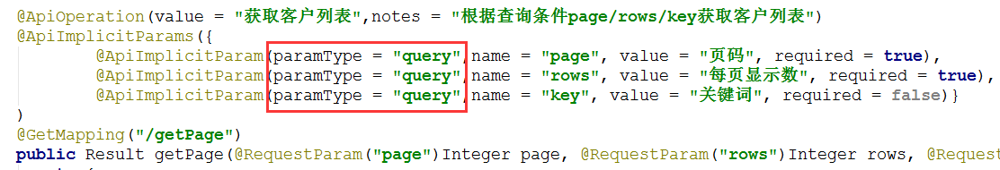 @ApiOperation(value = "获取客户列表",notes = "根据查询条件page/rows/key获取客户列表")
@ApiImplicitParams({
@ApiImplicitParam(paramType = "query",name = "page", value = "页码", required = true),
@ApiImplicitParam(paramType = "query",name = "rows", value = "每页显示数", required = true),
@ApiImplicitParam(paramType = "query",name = "key", value = "关键词", required = false)}
)
@GetMapping("/getPage")
public Result getPage(@RequestParam("page")Integer page, @RequestParam("rows")Integer rows, @Request